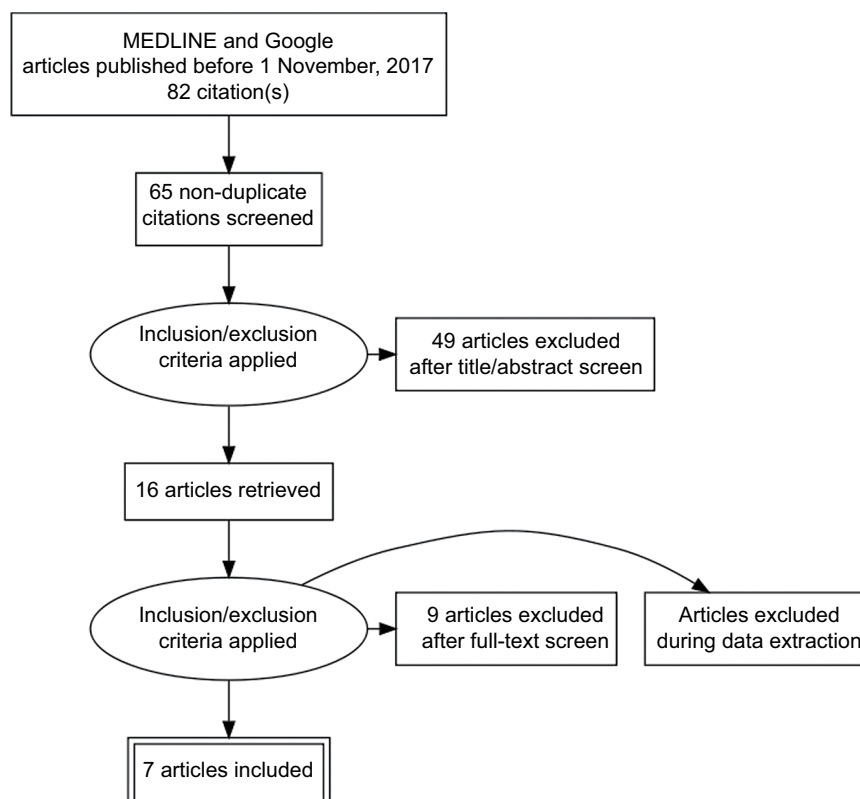 MEDLINE and Google
articles published before 1 November, 2017
82 citation(s)
65 non-duplicate
citations screened
Inclusion/exclusion
criteria applied
49 articles excluded
after title/abstract screen
16 articles retrieved
Inclusion/exclusion
criteria applied
9 articles excluded
after full-text screen
Articles excluded
during data extraction
7 articles included